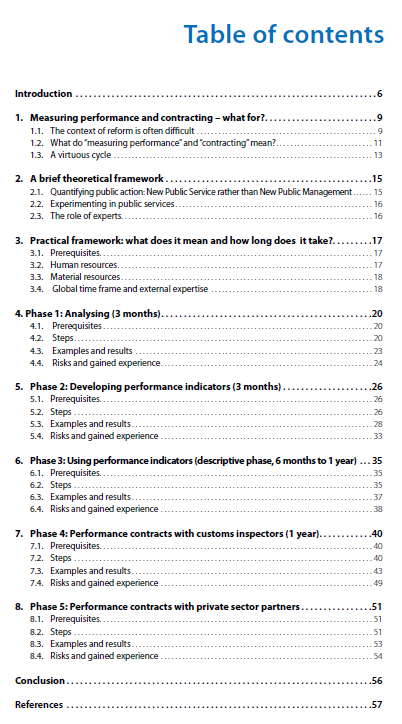 Table of contents
Introduction ........................................................................6
1. Measuring performance and contracting – what for?..........................9
1.1. The context of reform is often difficult ........................................ 9
1.2. What do "measuring performance" and "contracting" mean?........................ 11
1.3. A virtuous cycle ............................................................. 13
2. A brief theoretical framework ................................................15
2.1. Quantifying public action: New Public Service rather than New Public Management...... 15
2.2. Experimenting in public services.............................................. 16
2.3. The role of experts........................................................... 16
3. Practical framework: what does it mean and how long does it take?.........17
3.1. Prerequisites................................................................. 17
3.2. Human resources............................................................... 17
3.3. Material resources............................................................ 18
3.4. Global time frame and external expertise ..................................... 18
4. Phase 1: Analysing (3 months)................................................20
4.1. Prerequisites................................................................. 20
4.2. Steps......................................................................... 20
4.3. Examples and results ......................................................... 23
4.4. Risks and gained experience................................................... 24
5. Phase 2: Developing performance indicators (3 months) ....................26
5.1. Prerequisites................................................................. 26
5.2. Steps ........................................................................ 26
5.3. Examples and results.......................................................... 28
5.4. Risks and gained experience .................................................. 33
6. Phase 3: Using performance indicators (descriptive phase, 6 months to 1 year) ... 35
6.1. Prerequisites................................................................. 35
6.2. Steps ........................................................................ 35
6.3. Examples and results.......................................................... 37
6.4. Risks and gained experience .................................................. 38
7. Phase 4: Performance contracts with customs inspectors (1 year)............40
7.1. Prerequisites................................................................. 40
7.2. Steps ........................................................................ 40
7.3. Examples and results.......................................................... 43
7.4. Risks and gained experience .................................................. 49
8. Phase 5: Performance contracts with private sector partners................51
8.1. Prerequisites................................................................. 51
8.2. Steps ........................................................................ 51
8.3. Examples and results.......................................................... 53
8.4. Risks and gained experience .................................................. 54
Conclusion......................................................................56
References .....................................................................57